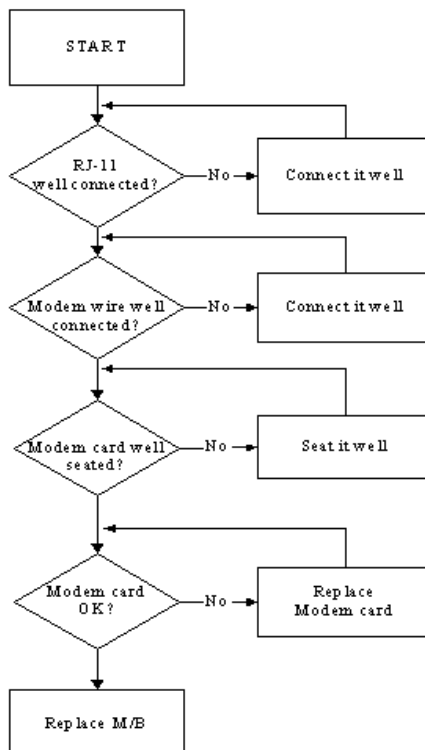 START
RJ-11
well connected?
No
Connect it well
Modem wire well
connected?
No
Connect it well
Modem card well
seated?
No
Seat it well
Modem card
OK?
No
Replace
Modem card
Replace M/B